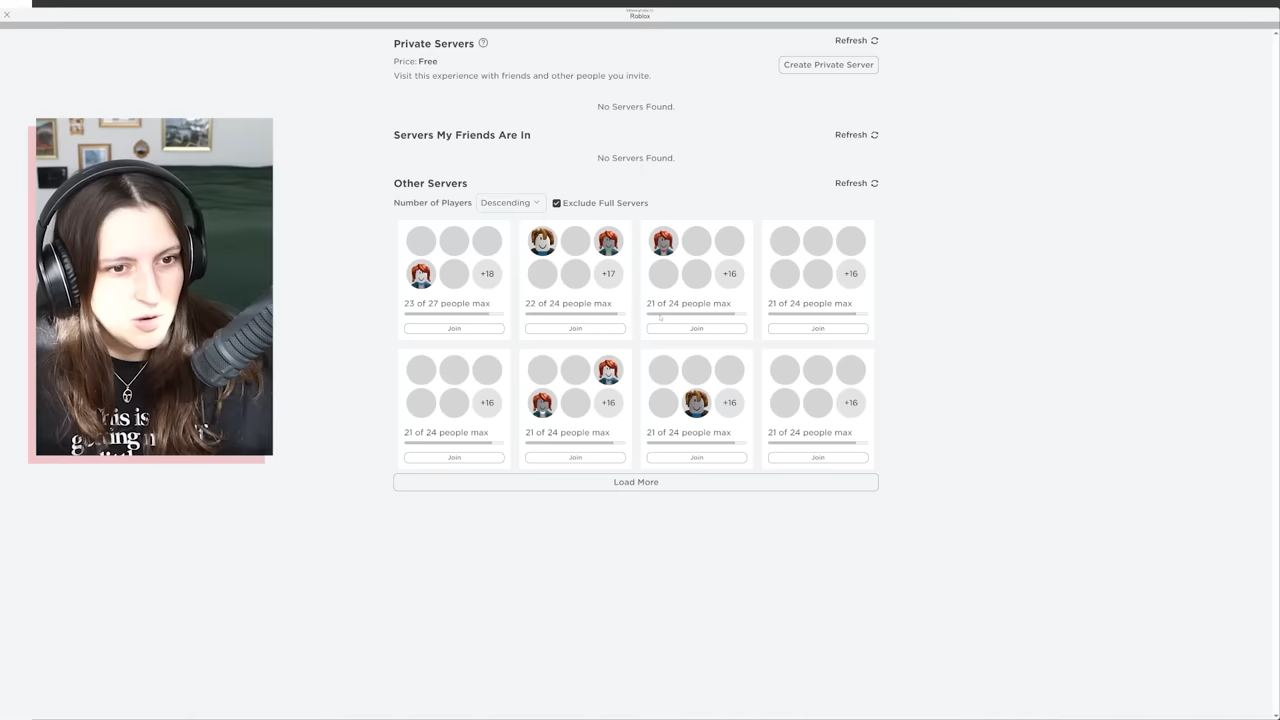 Roblox
Private Servers
Refresh
Price: Free
Create Private Server
Visit this experience with friends and other people you invite.
No Servers Found.
Servers My Friends Are In
Refresh
No Servers Found.
Other Servers
Refresh
Number of Players Descending Exclude Full Servers
+18 +17 +16 +16
23 of 27 people max 22 of 24 people max 21 of 24 people max 21 of 24 people max
Join Join Join Join
+16 +16 +16 +16
21 of 24 people max 21 of 24 people max 21 of 24 people max 21 of 24 people max
Join Join Join Join
Load More
This is
getting